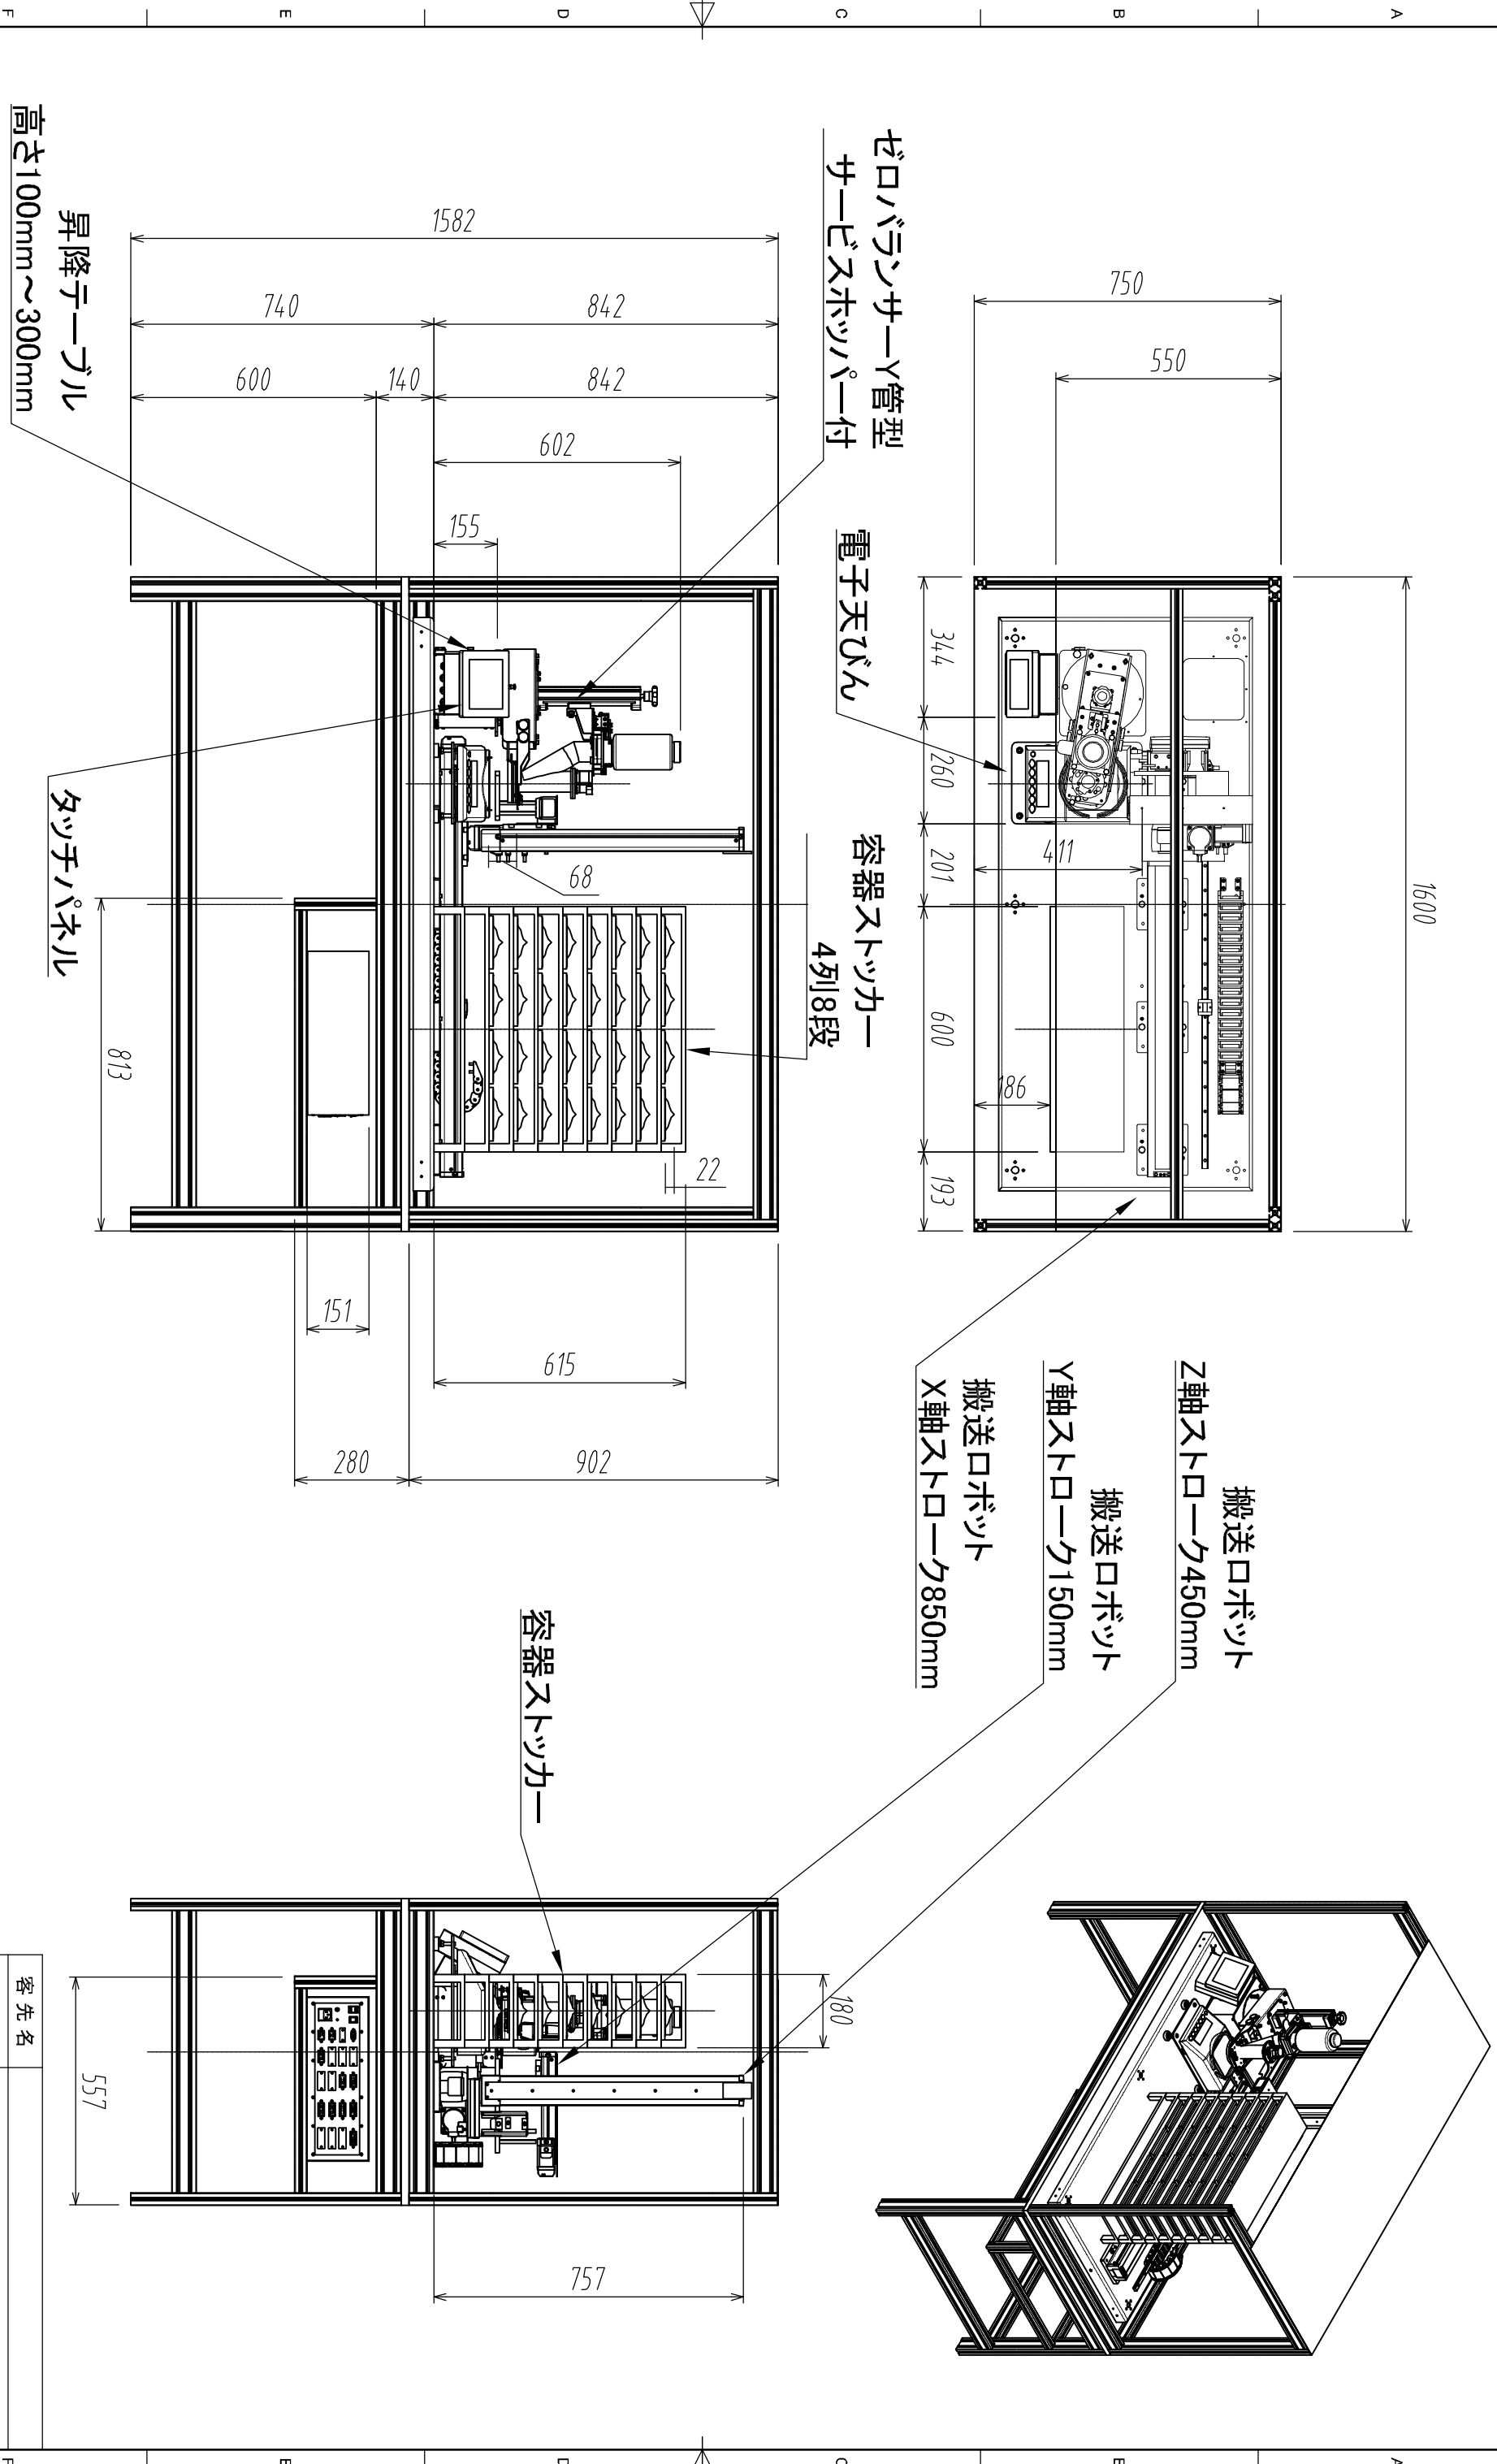 A
B
C
D
E
F
1600
750
550
344
260
201
600
193
411
186
ゼロバランサーY管型
サービスホッパー付
電子天びん
容器ストッカー
4列8段
搬送ロボット
Z軸ストローク450mm
搬送ロボット
Y軸ストローク150mm
搬送ロボット
X軸ストローク850mm
容器ストッカー
1582
740
842
600
140
842
602
155
68
22
615
902
280
151
813
180
757
557
昇降テーブル
高さ100mm～300mm
タッチパネル
客先名
A
B
C
D
E
F